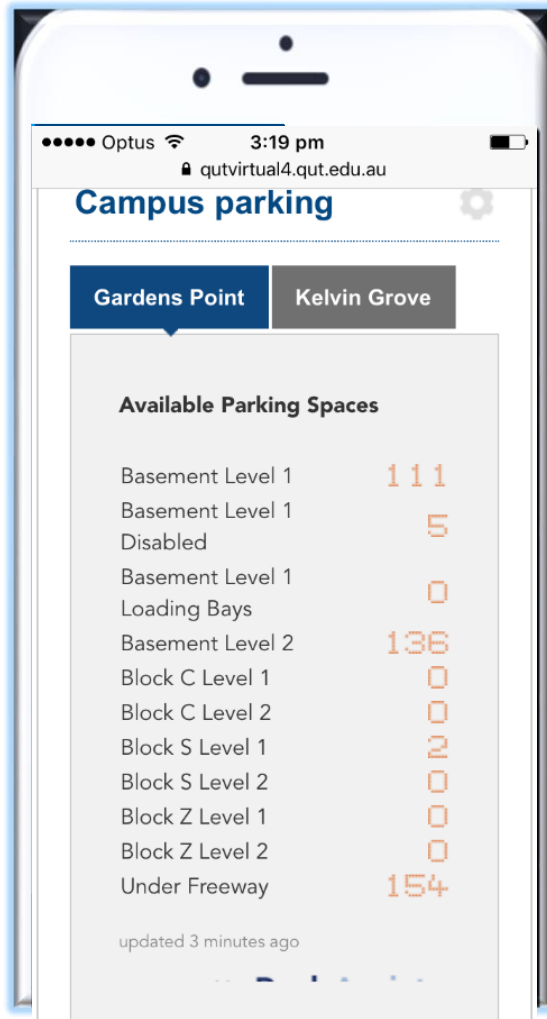 Optus 3:19 pm
qutvirtual4.qut.edu.au
Campus parking
Gardens Point Kelvin Grove
Available Parking Spaces
Basement Level 1 111
Basement Level 1
Disabled 5
Basement Level 1
Loading Bays 0
Basement Level 2 136
Block C Level 1 0
Block C Level 2 0
Block S Level 1 2
Block S Level 2 0
Block Z Level 1 0
Block Z Level 2 0
Under Freeway 154
updated 3 minutes ago